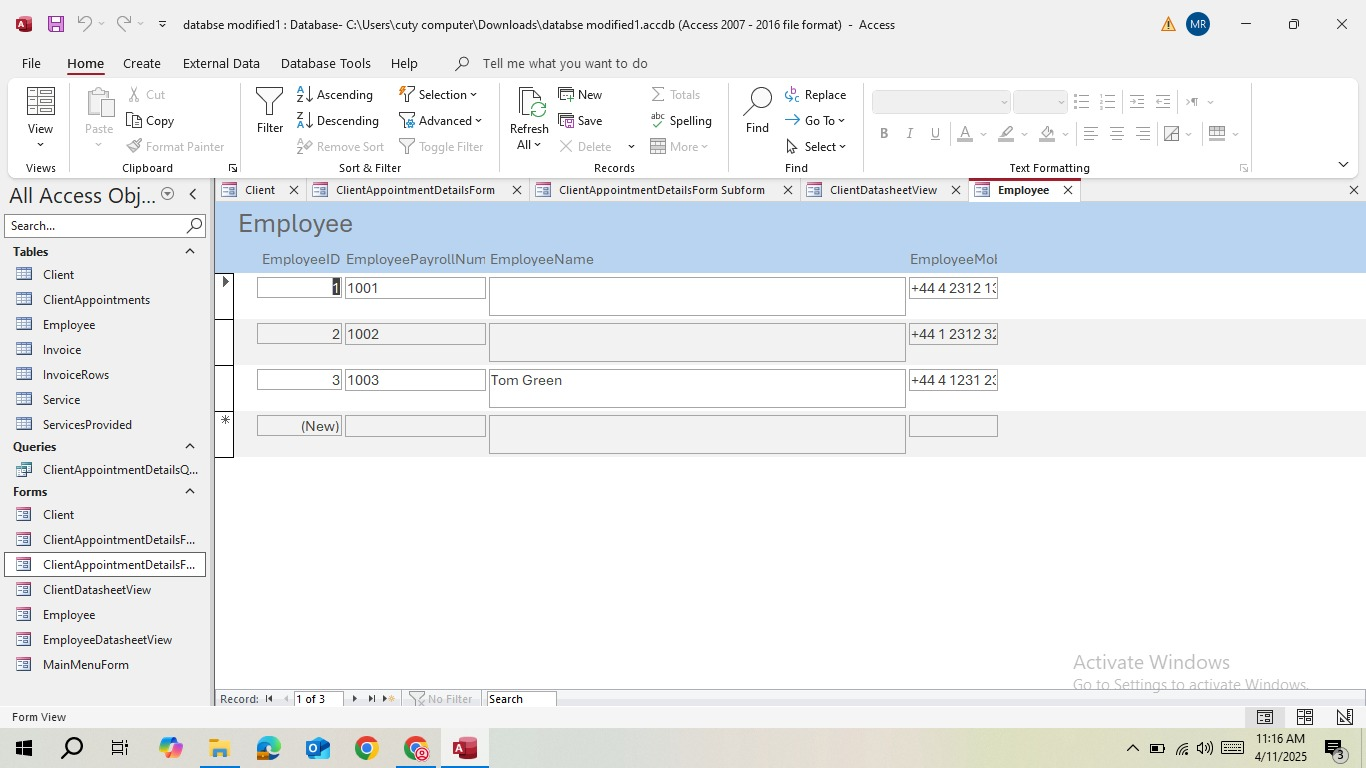 databse modified1 : Database- C:\Users\cuty computer\Downloads\databse modified1.accdb (Access 2007 - 2016 file format) - Access
MR
File Home Create External Data Database Tools Help Tell me what you want to do
View
Views
Paste
Cut
Copy
Format Painter
Clipboard
Filter
Ascending
Descending
Remove Sort
Selection
Advanced
Toggle Filter
Sort & Filter
Refresh All
New
Save
Delete
Totals
Spelling
More
Records
Find
Replace
Go To
Select
Find
B I U A
Text Formatting
All Access Obj...
Search...
Tables
Client
ClientAppointments
Employee
Invoice
InvoiceRows
Service
ServicesProvided
Queries
ClientAppointmentDetailsQ...
Forms
Client
ClientAppointmentDetailsF...
ClientAppointmentDetailsF...
ClientDatasheetView
Employee
EmployeeDatasheetView
MainMenuForm
Client ClientAppointmentDetailsForm ClientAppointmentDetailsForm Subform ClientDatasheetView Employee
Employee
EmployeeID EmployeePayrollNum EmployeeName EmployeeMol
1 1001 +44 4 2312 13
2 1002 +44 1 2312 32
3 1003 Tom Green +44 4 1231 23
(New)
Activate Windows
Go to Settings to activate Windows.
Record: 1 of 3 No Filter Search
Form View
11:16 AM
4/11/2025
3